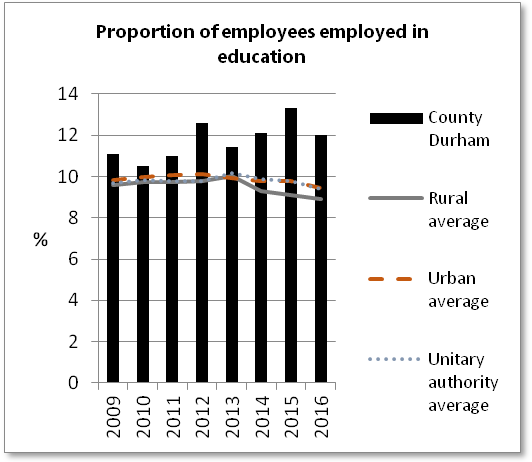 Proportion of employees employed in
education
14
12
10
8
6
4
2
0
%
2009
2010
2011
2012
2013
2014
2015
2016
County
Durham
Rural
average
Urban
average
Unitary
authority
average